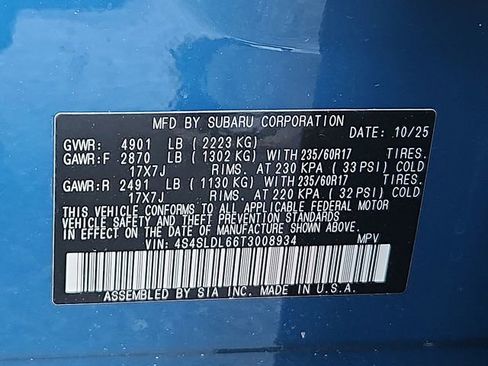 MFD BY SUBARU CORPORATION
DATE: 10/25
GVWR: 4901 LB ( 2223 KG)
GAWR:F 2870 LB ( 1302 KG) WITH 235/60R17 TIRES.
17X7J RIMS. AT 230 KPA ( 33 PSI) COLD
GAWR:R 2491 LB ( 1130 KG) WITH 235/60R17 TIRES.
17X7J RIMS. AT 220 KPA ( 32 PSI) COLD
THIS VEHICLE CONFORMS TO ALL APPLICABLE FEDERAL MOTOR
VEHICLE SAFETY AND THEFT PREVENTION STANDARDS IN
EFFECT ON THE DATE OF MANUFACTURE SHOWN ABOVE.
VIN: 4S4SLDL66T3008934 MPV
ASSEMBLED BY SIA INC. MADE IN U.S.A.